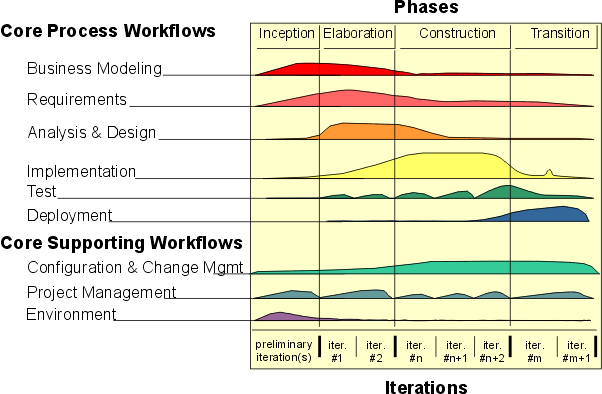 Phases
Core Process Workflows
Inception Elaboration Construction Transition
Business Modeling
Requirements
Analysis & Design
Implementation
Test
Deployment
Core Supporting Workflows
Configuration & Change Mgmt
Project Management
Environment
preliminary iteration(s)
iter. #1
iter. #2
iter. #n
iter. #n+1
iter. #n+2
iter. #m
iter. #m+1
Iterations